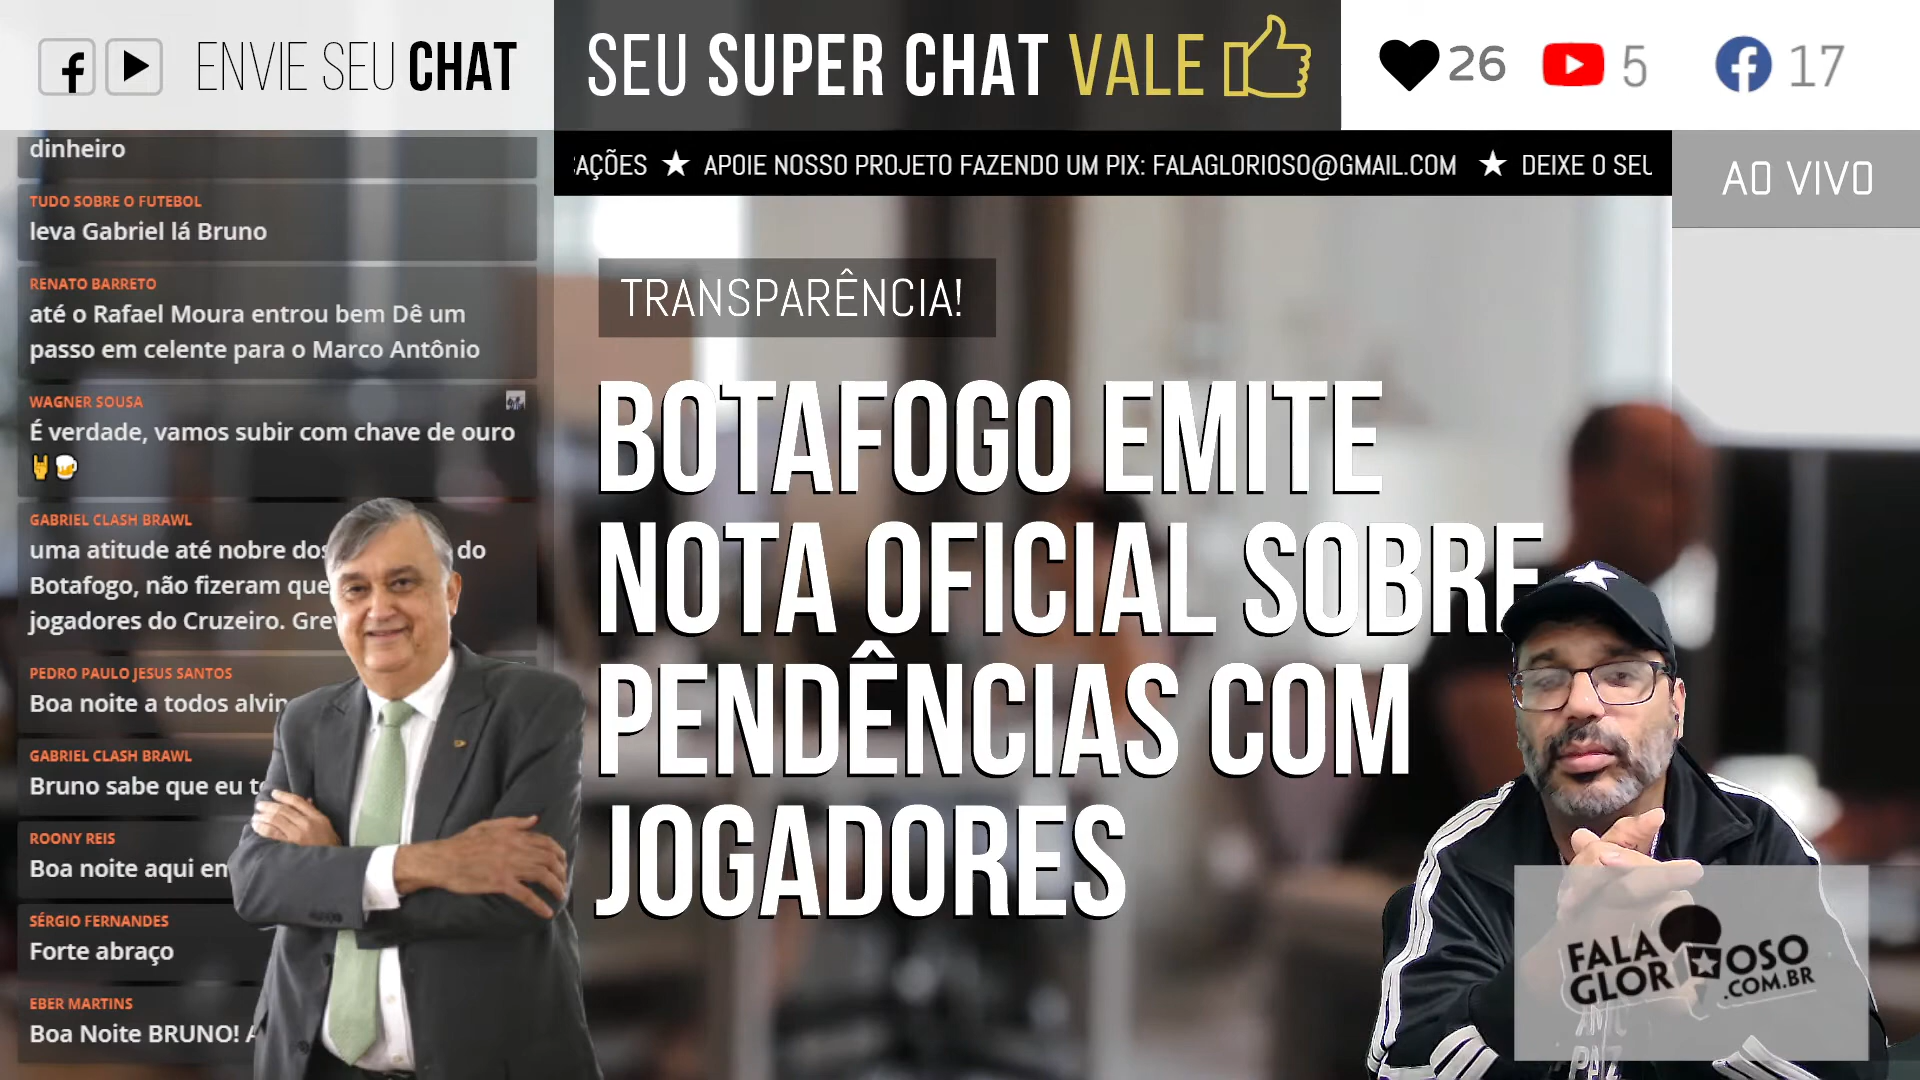 ENVIE SEU CHAT
SEU SUPER CHAT VALE
26
5
17
AÇÕES ★ APOIE NOSSO PROJETO FAZENDO UM PIX: FALAGLORIOSO@GMAIL.COM ★ DEIXE O SEU
AO VIVO
dinheiro
TUDO SOBRE O FUTEBOL
leva Gabriel lá Bruno
RENATO BARRETO
até o Rafael Moura entrou bem Dê um
passo em celente para o Marco Antônio
WAGNER SOUSA
É verdade, vamos subir com chave de ouro
🤘🍺
GABRIEL CLASH BRAWL
uma atitude até nobre dos do
Botafogo, não fizeram que
jogadores do Cruzeiro.
PEDRO PAULO JESUS SANTOS
Boa noite a todos
GABRIEL CLASH BRAWL
Bruno sabe que eu
ROONY REIS
Boa noite aqui
SÉRGIO FERNANDES
Forte abraço
EBER MARTINS
Boa Noite BRUNO!
TRANSPARÊNCIA!
BOTAFOGO EMITE
NOTA OFICIAL SOBRE
PENDÊNCIAS COM
JOGADORES
FALA
GLORIOSO
.COM.BR